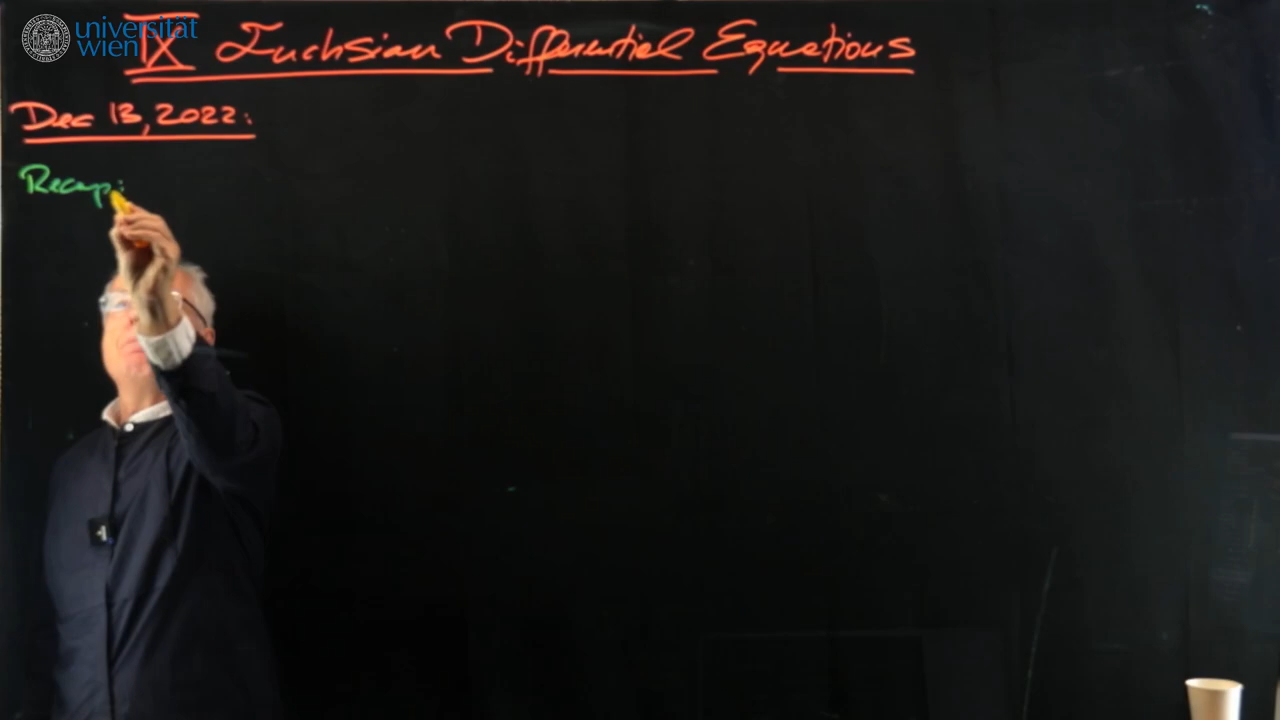 universität
wien
IX Fuchsian Differential Equations
Dec 13, 2022:
Recap: